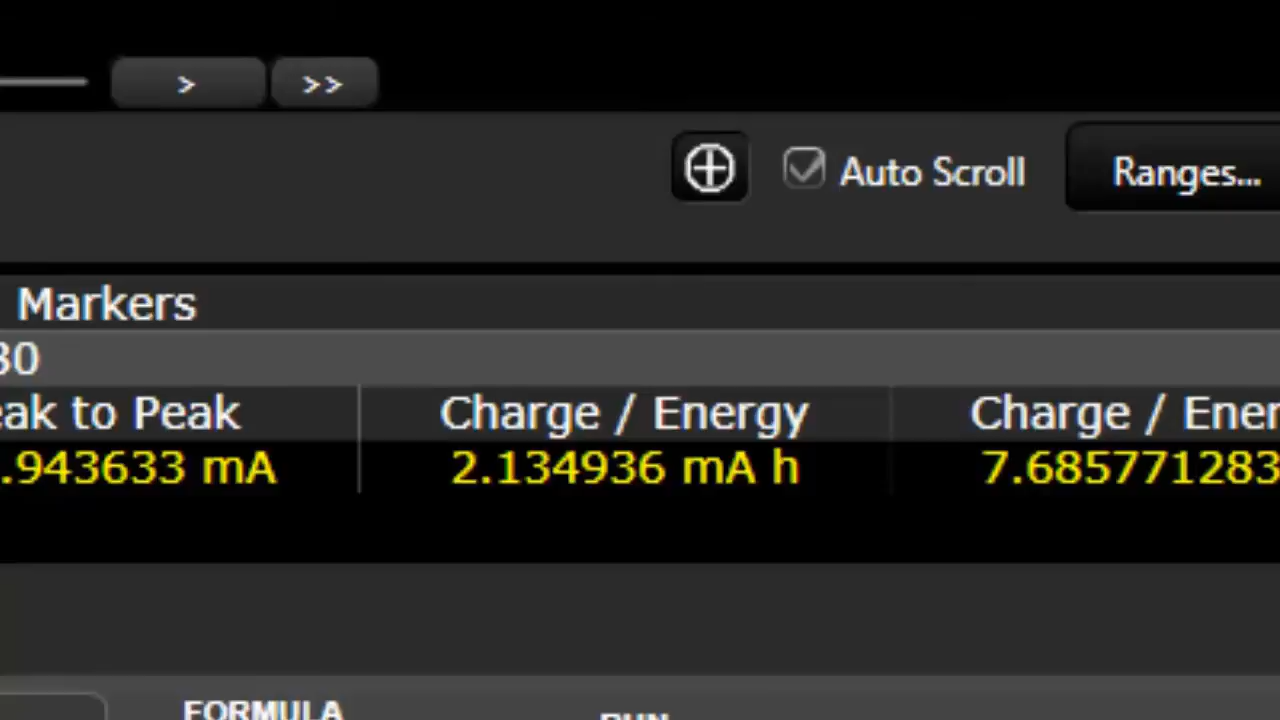 > >>
Auto Scroll Ranges...
Markers
30
eak to Peak Charge / Energy Charge / Ener
.943633 mA 2.134936 mA h 7.685771283
FORMULA RUN